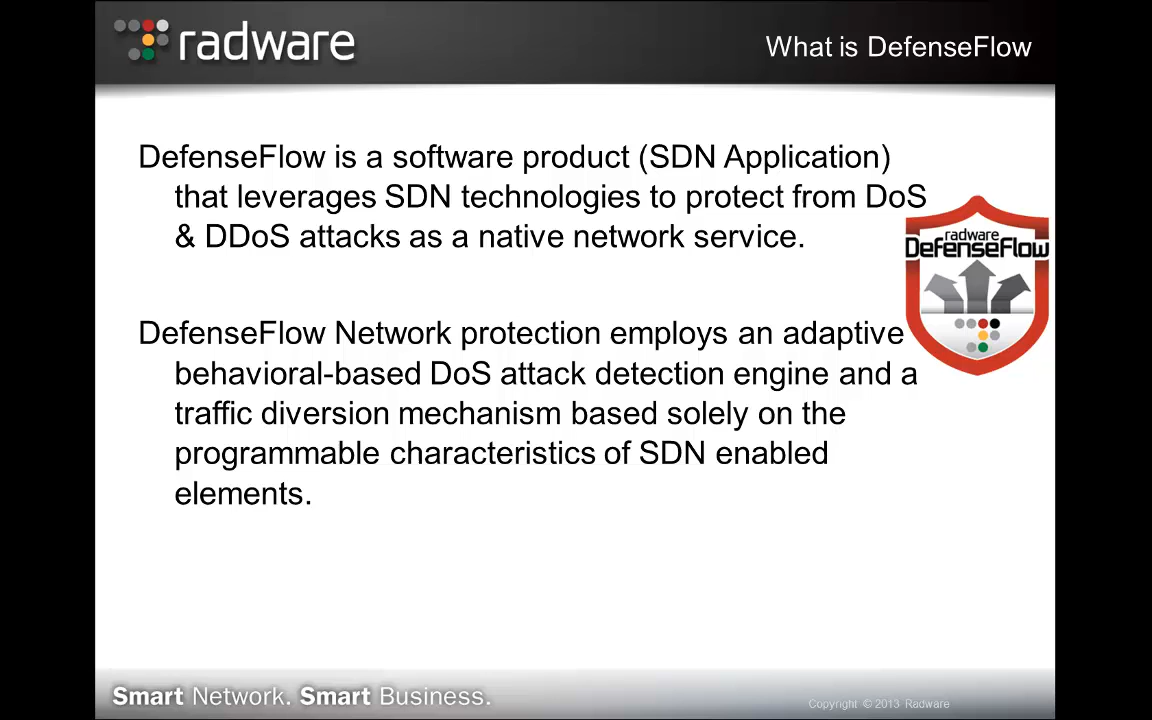 radware
What is DefenseFlow
DefenseFlow is a software product (SDN Application)
that leverages SDN technologies to protect from DoS
& DDoS attacks as a native network service.
radware
DefenseFlow
DefenseFlow Network protection employs an adaptive
behavioral-based DoS attack detection engine and a
traffic diversion mechanism based solely on the
programmable characteristics of SDN enabled
elements.
Smart Network. Smart Business.
Copyright © 2013 Radware